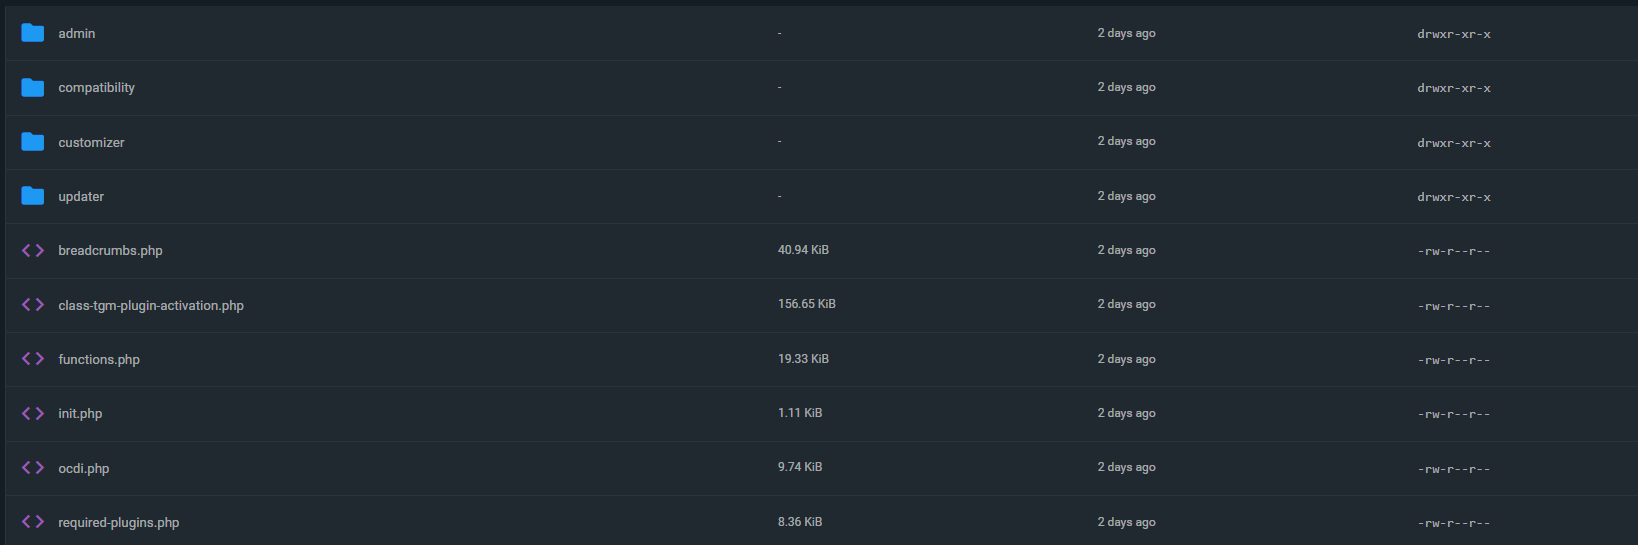 admin - 2 days ago drwxr-xr-x
compatibility - 2 days ago drwxr-xr-x
customizer - 2 days ago drwxr-xr-x
updater - 2 days ago drwxr-xr-x
breadcrumbs.php 40.94 KiB 2 days ago -rw-r--r--
class-tgm-plugin-activation.php 156.65 KiB 2 days ago -rw-r--r--
functions.php 19.33 KiB 2 days ago -rw-r--r--
init.php 1.11 KiB 2 days ago -rw-r--r--
ocdi.php 9.74 KiB 2 days ago -rw-r--r--
required-plugins.php 8.36 KiB 2 days ago -rw-r--r--